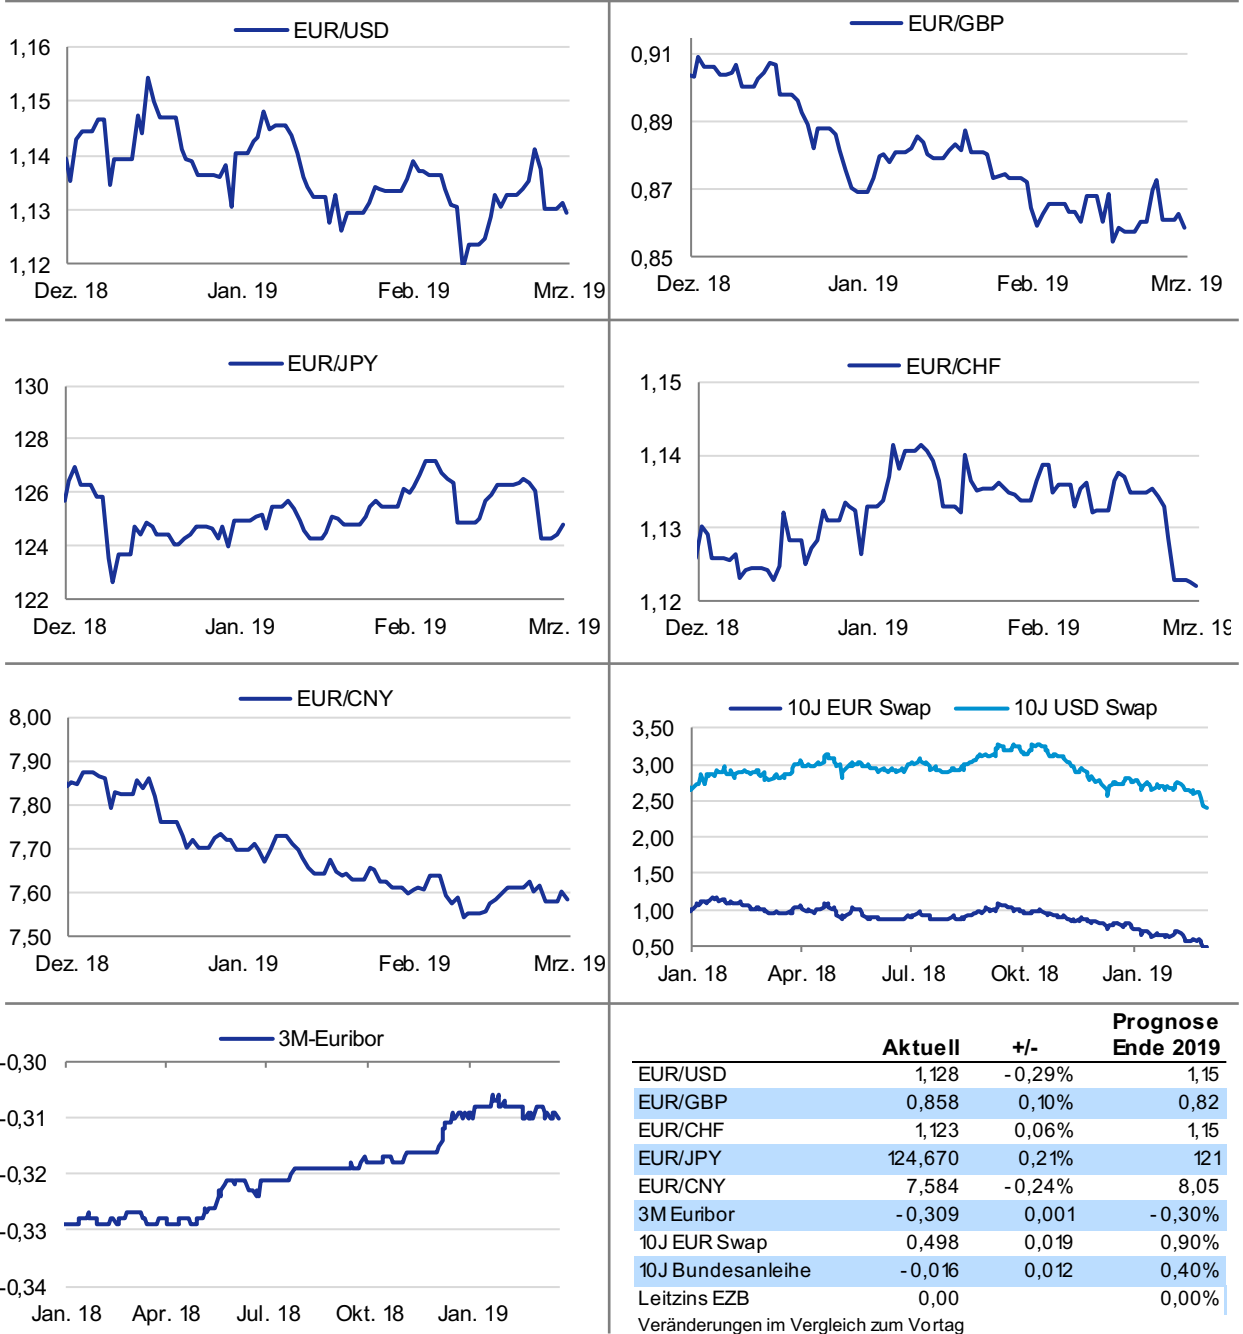 EUR/USD
1,16
1,15
1,14
1,13
1,12
Dez. 18 Jan. 19 Feb. 19 Mrz. 19
EUR/GBP
0,91
0,89
0,87
0,85
Dez. 18 Jan. 19 Feb. 19 Mrz. 19
EUR/JPY
130
128
126
124
122
Dez. 18 Jan. 19 Feb. 19 Mrz. 19
EUR/CHF
1,15
1,14
1,13
1,12
Dez. 18 Jan. 19 Feb. 19 Mrz. 19
EUR/CNY
8,00
7,90
7,80
7,70
7,60
7,50
Dez. 18 Jan. 19 Feb. 19 Mrz. 19
10J EUR Swap 10J USD Swap
3,50
3,00
2,50
2,00
1,50
1,00
0,50
Jan. 18 Apr. 18 Jul. 18 Okt. 18 Jan. 19
3M-Euribor
-0,30
-0,31
-0,32
-0,33
-0,34
Jan. 18 Apr. 18 Jul. 18 Okt. 18 Jan. 19
Prognose
Aktuell +/- Ende 2019
EUR/USD 1,128 -0,29% 1,15
EUR/GBP 0,858 0,10% 0,82
EUR/CHF 1,123 0,06% 1,15
EUR/JPY 124,670 0,21% 121
EUR/CNY 7,584 -0,24% 8,05
3M Euribor -0,309 0,001 -0,30%
10J EUR Swap 0,498 0,019 0,90%
10J Bundesanleihe -0,016 0,012 0,40%
Leitzins EZB 0,00 0,00%
Veränderungen im Vergleich zum Vortag